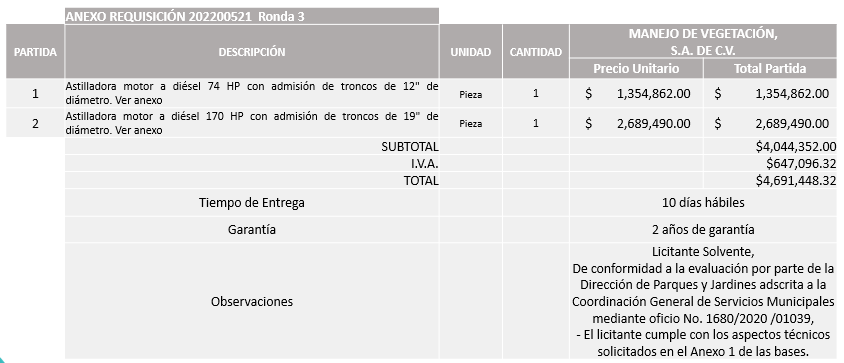 ANEXO REQUISICIÓN 202200521 Ronda 3
PARTIDA DESCRIPCIÓN UNIDAD CANTIDAD MANEJO DE VEGETACIÓN,
S.A. DE C.V.
Precio Unitario Total Partida
1 Astilladora motor a diésel 74 HP con admisión de troncos de 12" de
diámetro. Ver anexo Pieza 1 $ 1,354,862.00 $ 1,354,862.00
2 Astilladora motor a diésel 170 HP con admisión de troncos de 19" de
diámetro. Ver anexo Pieza 1 $ 2,689,490.00 $ 2,689,490.00
SUBTOTAL $4,044,352.00
I.V.A. $647,096.32
TOTAL $4,691,448.32
Tiempo de Entrega 10 días hábiles
Garantía 2 años de garantía
Observaciones
Licitante Solvente,
De conformidad a la evaluación por parte de la
Dirección de Parques y Jardines adscrita a la
Coordinación General de Servicios Municipales
mediante oficio No. 1680/2020 /01039,
- El licitante cumple con los aspectos técnicos
solicitados en el Anexo 1 de las bases.